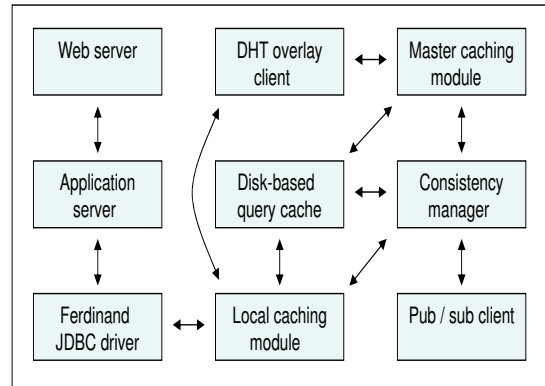 Web server
DHT overlay
client
Master caching
module
Application
server
Disk-based
query cache
Consistency
manager
Ferdinand
JDBC driver
Local caching
module
Pub / sub client